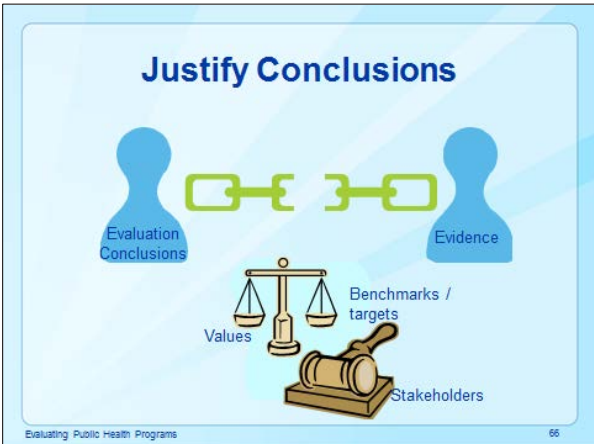 Justify Conclusions
Evaluation
Conclusions
Evidence
Benchmarks /
targets
Values
Stakeholders
Evaluating Public Health Programs
66